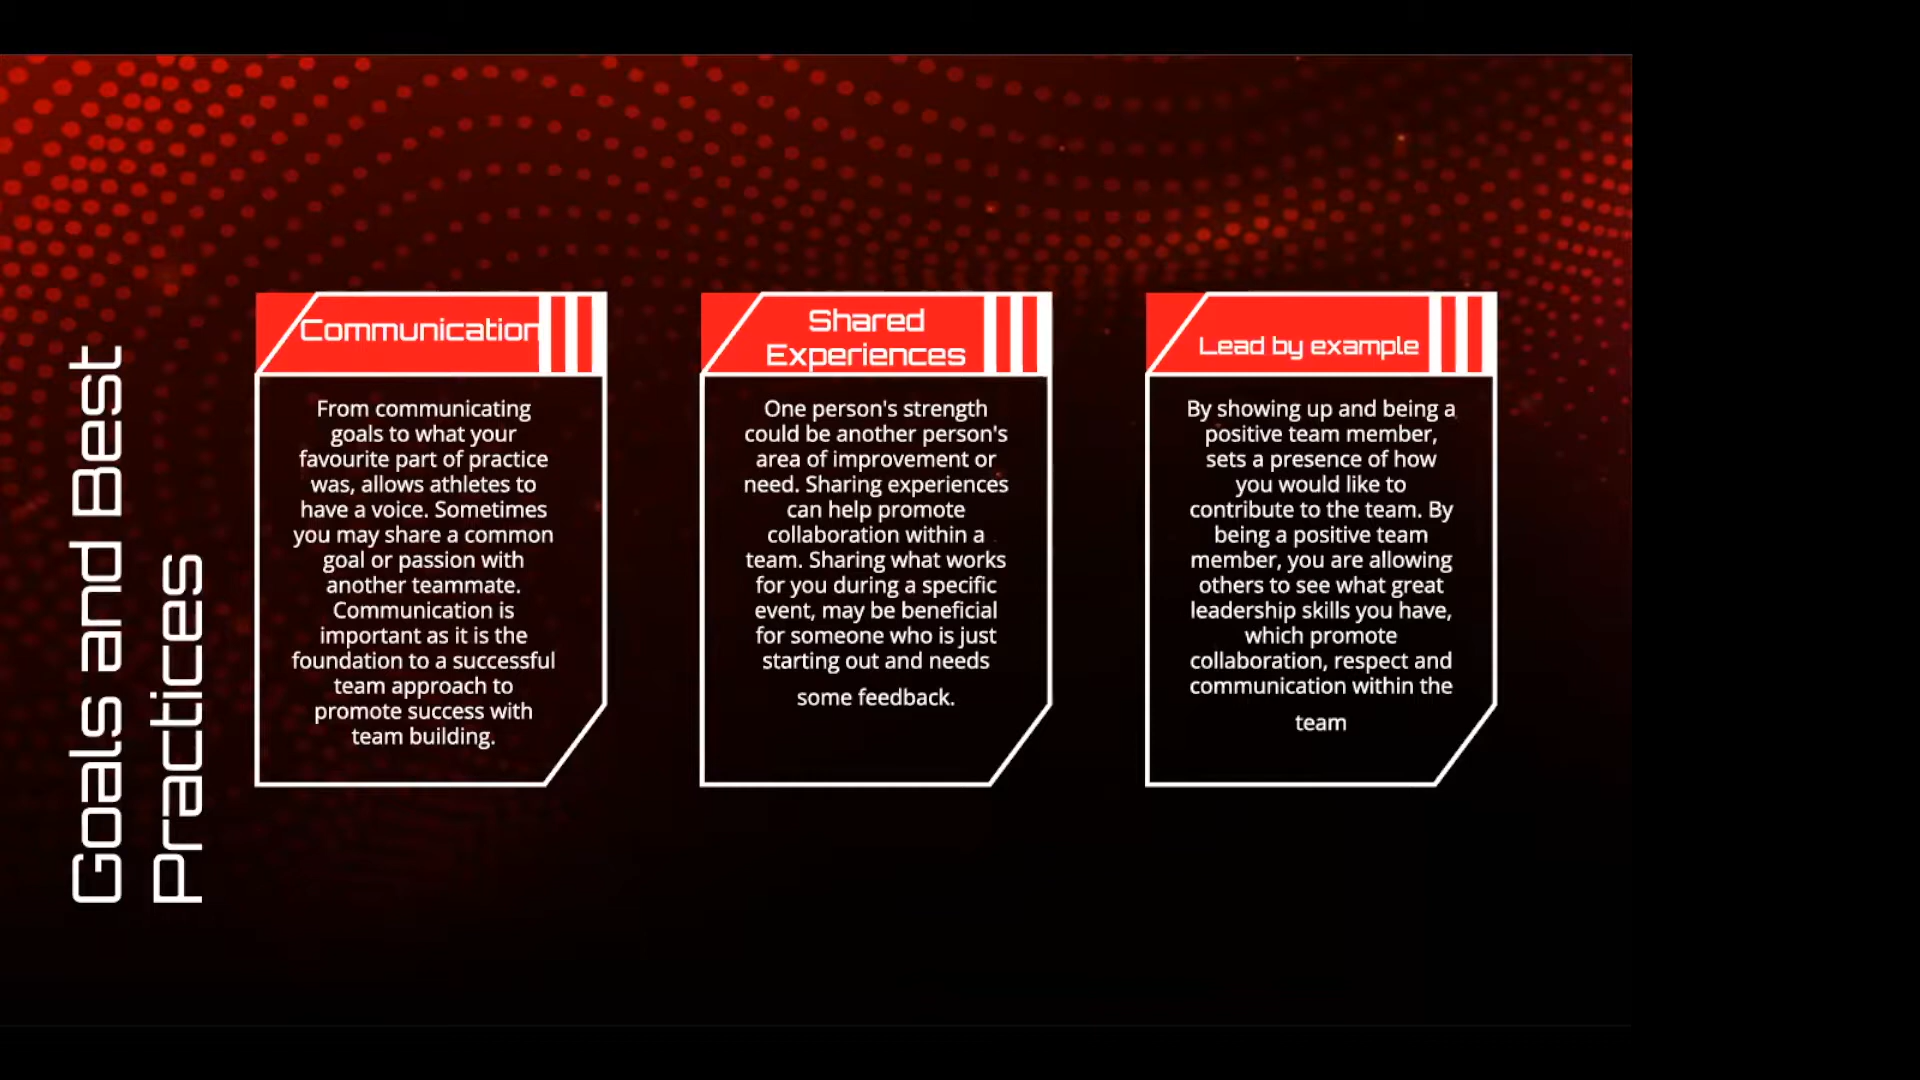 Goals and Best
Practices
Communication
From communicating
goals to what your
favourite part of practice
was, allows athletes to
have a voice. Sometimes
you may share a common
goal or passion with
another teammate.
Communication is
important as it is the
foundation to a successful
team approach to
promote success with
team building.
Shared
Experiences
One person's strength
could be another person's
area of improvement or
need. Sharing experiences
can help promote
collaboration within a
team. Sharing what works
for you during a specific
event, may be beneficial
for someone who is just
starting out and needs
some feedback.
Lead by example
By showing up and being a
positive team member,
sets a presence of how
you would like to
contribute to the team. By
being a positive team
member, you are allowing
others to see what great
leadership skills you have,
which promote
collaboration, respect and
communication within the
team